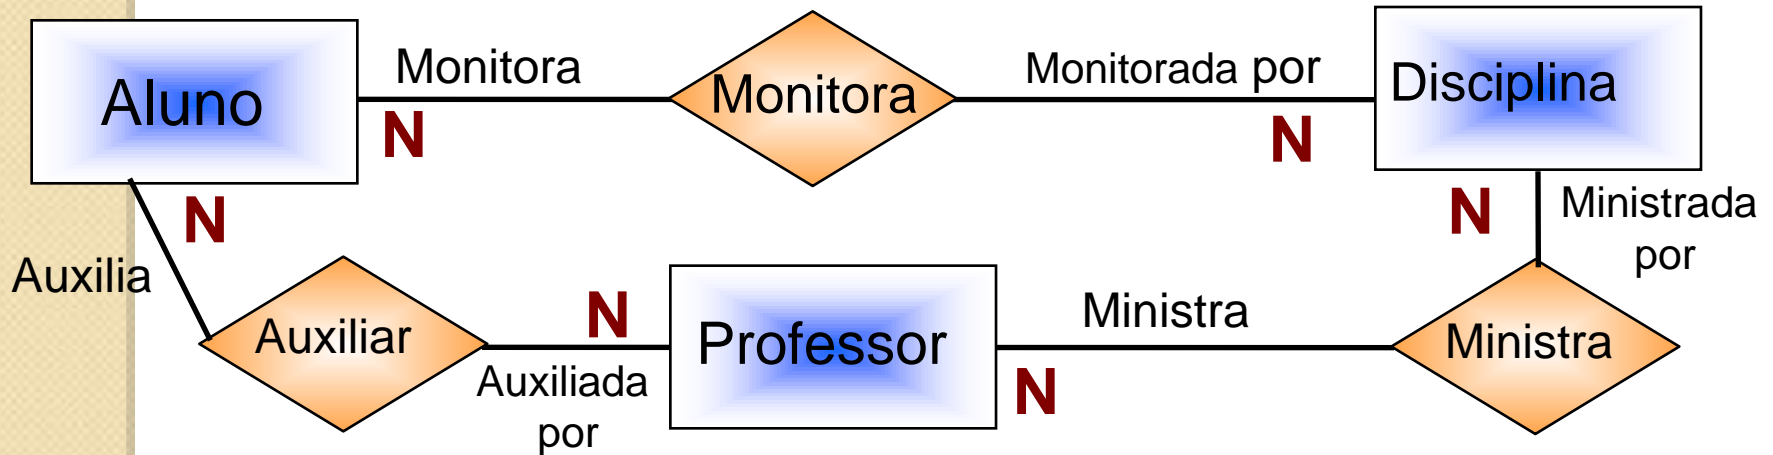 Aluno
Monitora
N
Monitora
Monitorada por
N
Disciplina
N
Auxilia
Auxiliar
N
Auxiliada
por
Professor
Ministra
N
Ministra
N
Ministrada
por